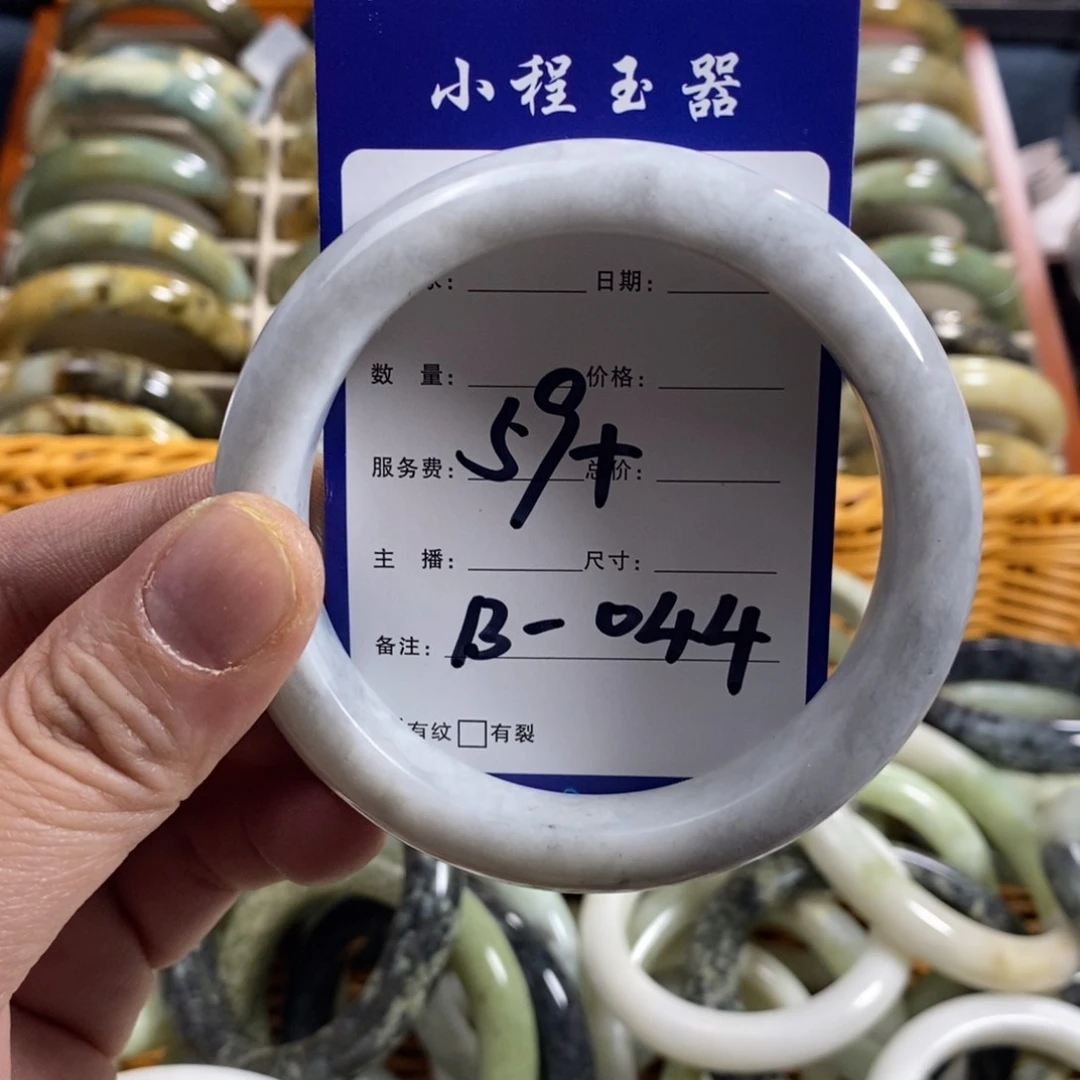 小程玉器
日期：
数 量： 价格：
59+
服务费： 总价：
主 播： 尺寸：
备注： B-044
有纹□有裂